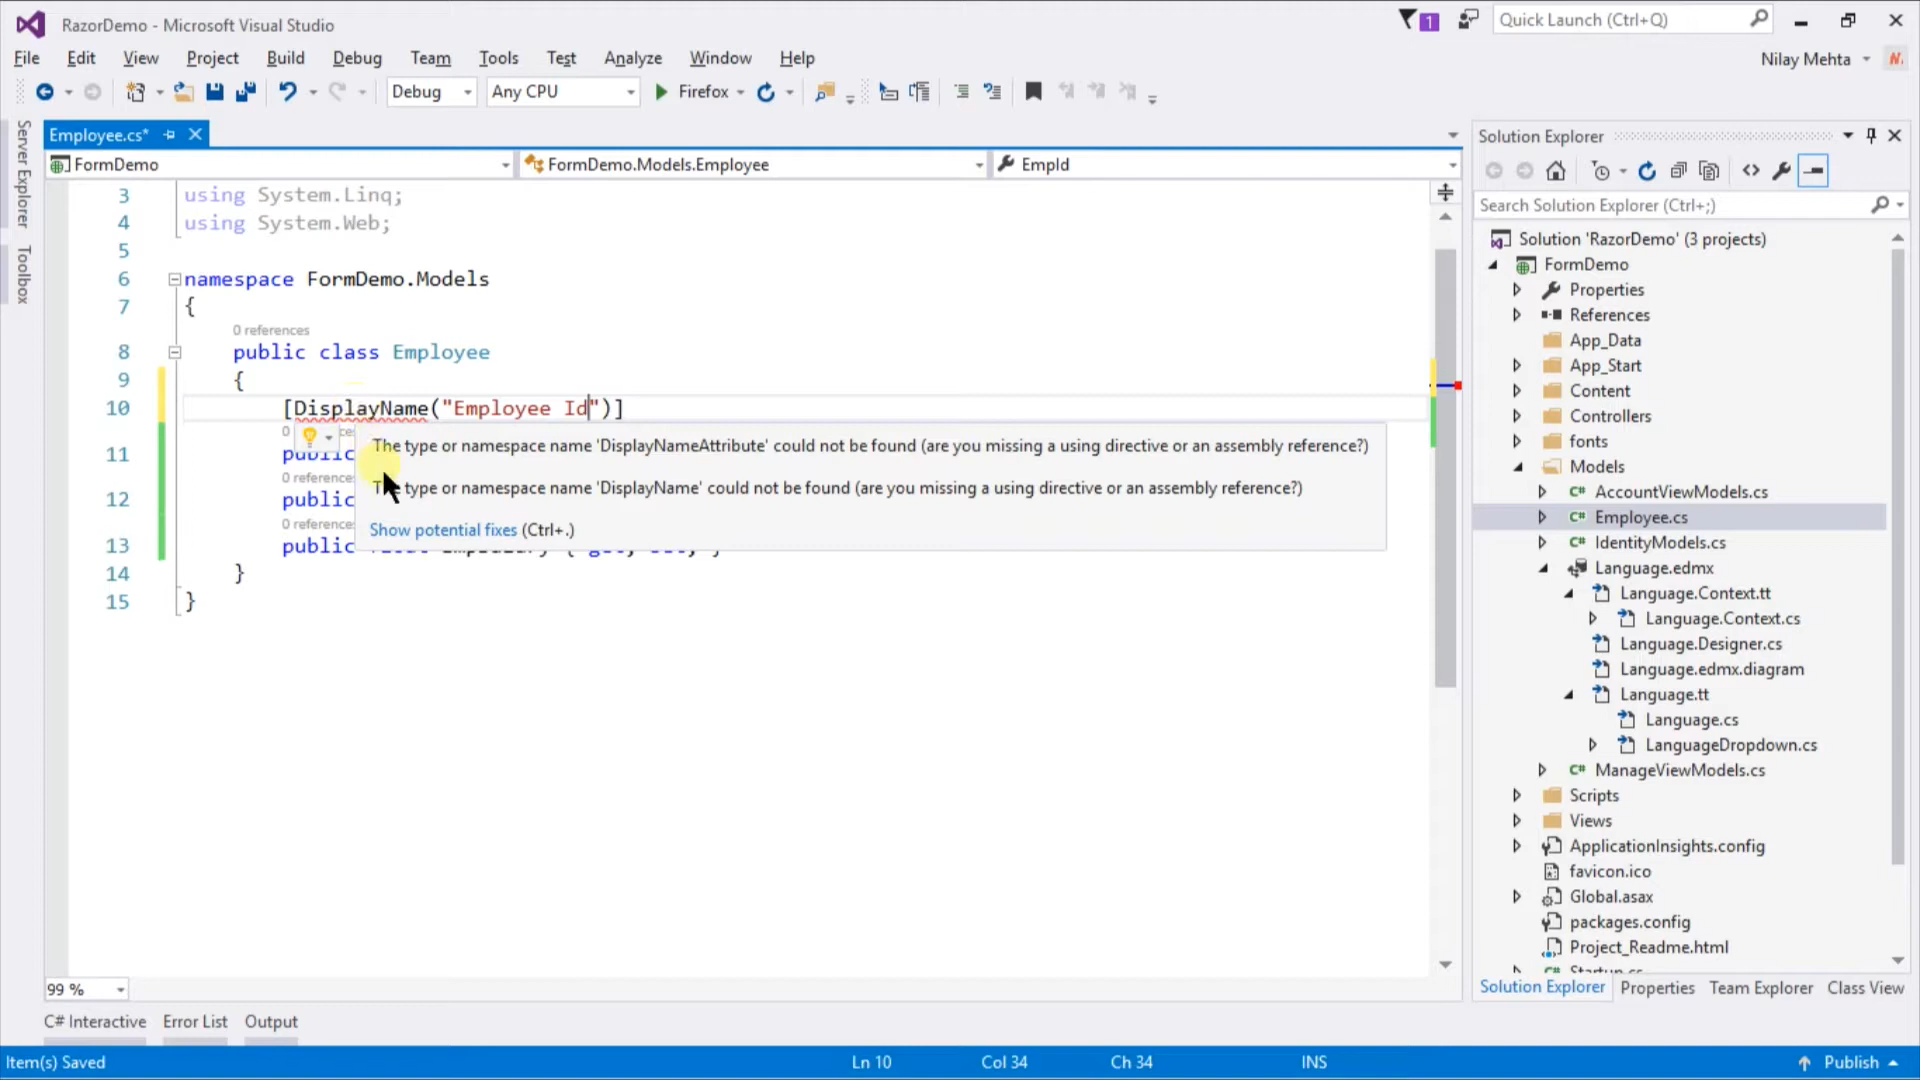 RazorDemo - Microsoft Visual Studio
1
Quick Launch (Ctrl+Q)
File Edit View Project Build Debug Team Tools Test Analyze Window Help
Nilay Mehta
Debug Any CPU Firefox
Server Explorer
Toolbox
Employee.cs*
FormDemo FormDemo.Models.Employee EmpId
3 using System.Linq;
4 using System.Web;
5
6 namespace FormDemo.Models
7 {
0 references
8 public class Employee
9 {
10 [DisplayName("Employee Id")]
The type or namespace name 'DisplayNameAttribute' could not be found (are you missing a using directive or an assembly reference?)
11 public
0 references
The type or namespace name 'DisplayName' could not be found (are you missing a using directive or an assembly reference?)
12 public
0 references
Show potential fixes (Ctrl+.)
13 public
14 }
15 }
99 %
C# Interactive Error List Output
Item(s) Saved Ln 10 Col 34 Ch 34 INS Publish
Solution Explorer
Search Solution Explorer (Ctrl+;)
Solution 'RazorDemo' (3 projects)
FormDemo
Properties
References
App_Data
App_Start
Content
Controllers
fonts
Models
C# AccountViewModels.cs
C# Employee.cs
C# IdentityModels.cs
Language.edmx
Language.Context.tt
Language.Context.cs
Language.Designer.cs
Language.edmx.diagram
Language.tt
Language.cs
LanguageDropdown.cs
C# ManageViewModels.cs
Scripts
Views
ApplicationInsights.config
favicon.ico
Global.asax
packages.config
Project_Readme.html
C# Startup.cs
Solution Explorer Properties Team Explorer Class View